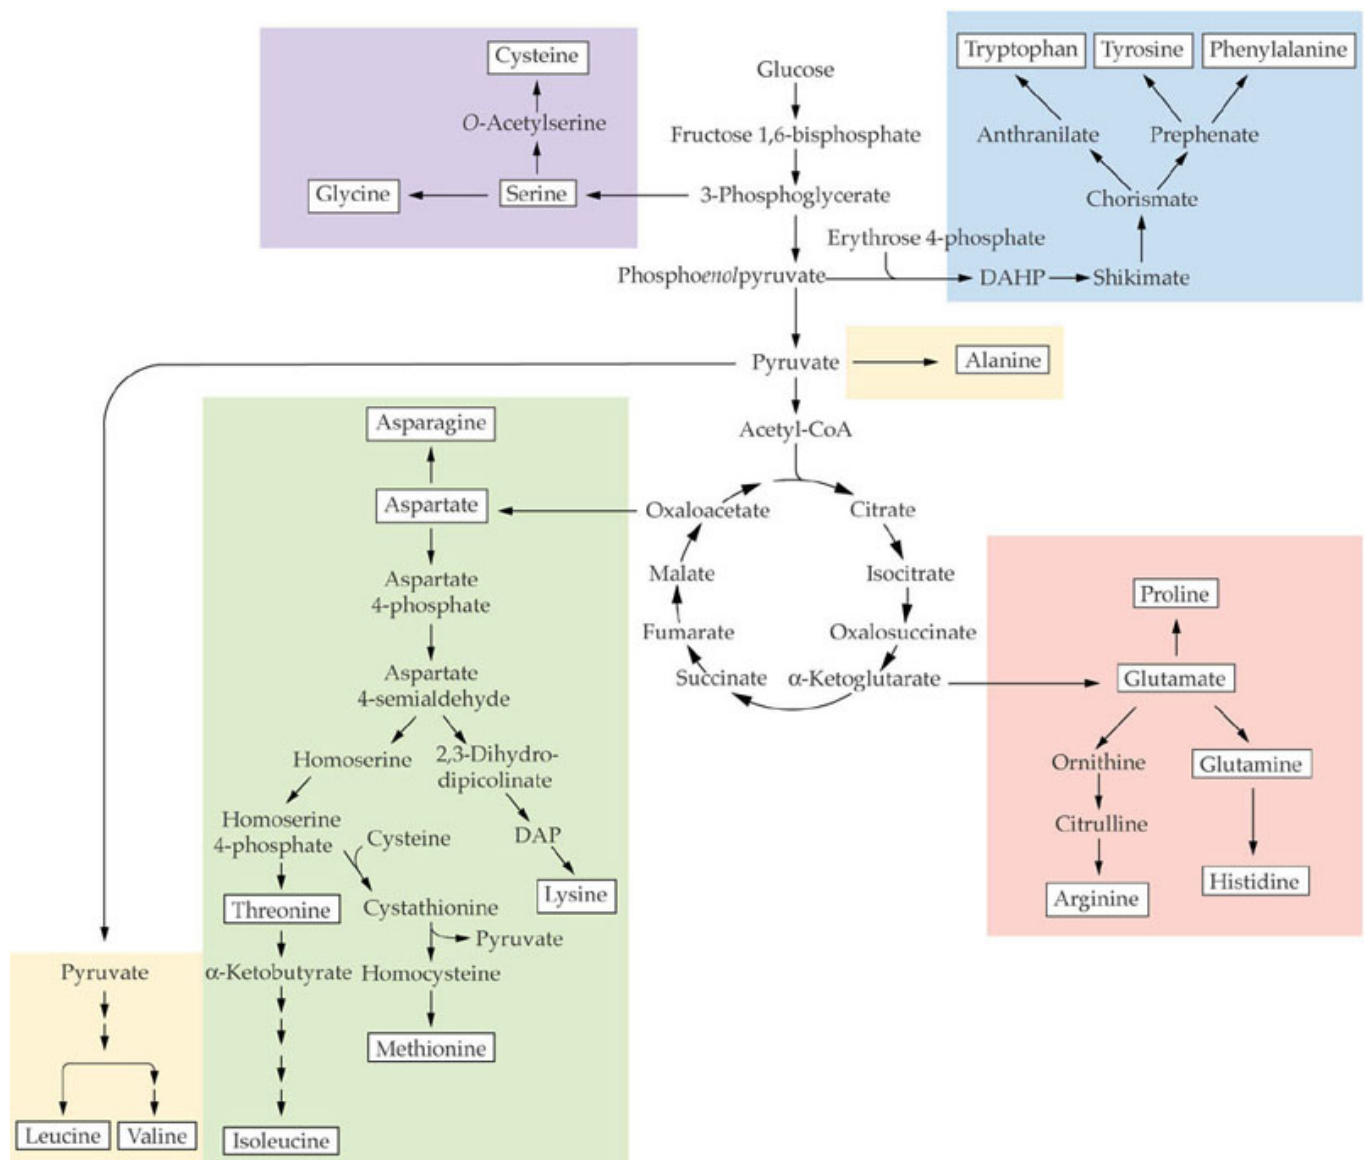 Cysteine
O-Acetylserine
Glycine
Serine
Glucose
Fructose 1,6-bisphosphate
3-Phosphoglycerate
Phosphoenolpyruvate
Erythrose 4-phosphate
DAHP
Shikimate
Chorismate
Anthranilate
Prephenate
Tryptophan
Tyrosine
Phenylalanine
Pyruvate
Alanine
Acetyl-CoA
Oxaloacetate
Citrate
Malate
Isocitrate
Fumarate
Oxalosuccinate
Succinate
α-Ketoglutarate
Asparagine
Aspartate
Aspartate
4-phosphate
Aspartate
4-semialdehyde
Homoserine
2,3-Dihydro-
dipicolinate
Homoserine
4-phosphate
Cysteine
DAP
Lysine
Threonine
Cystathionine
Pyruvate
α-Ketobutyrate
Homocysteine
Methionine
Isoleucine
Pyruvate
Leucine
Valine
Proline
Glutamate
Ornithine
Glutamine
Citrulline
Arginine
Histidine